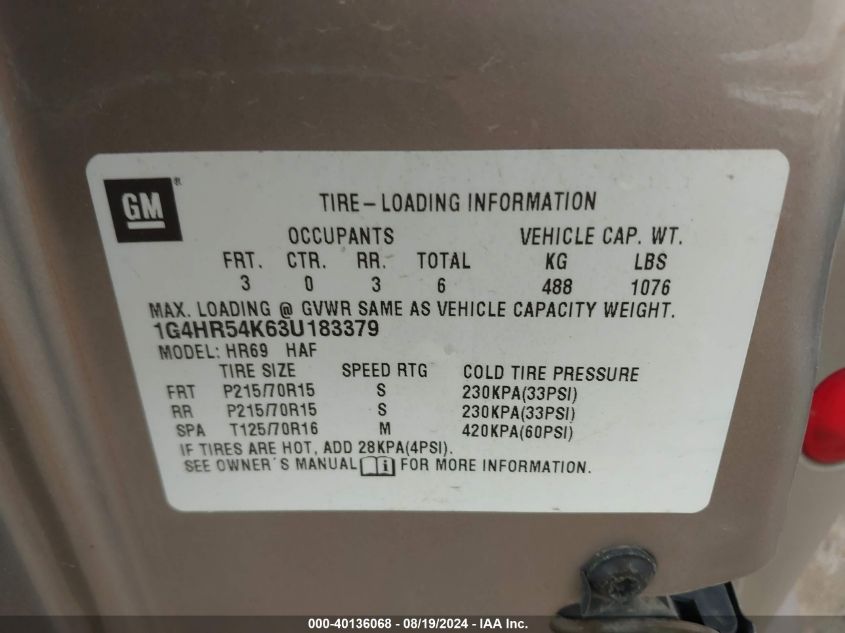 GM ®
TIRE-LOADING INFORMATION
OCCUPANTS VEHICLE CAP. WT.
FRT. CTR. RR. TOTAL KG LBS
3 0 3 6 488 1076
MAX. LOADING @ GVWR SAME AS VEHICLE CAPACITY WEIGHT.
1G4HR54K63U183379
MODEL: HR69 HAF
TIRE SIZE SPEED RTG COLD TIRE PRESSURE
FRT P215/70R15 S 230KPA(33PSI)
RR P215/70R15 S 230KPA(33PSI)
SPA T125/70R16 M 420KPA(60PSI)
IF TIRES ARE HOT, ADD 28KPA(4PSI).
SEE OWNER'S MANUAL i FOR MORE INFORMATION.
000-40136068 - 08/19/2024 - IAA Inc.